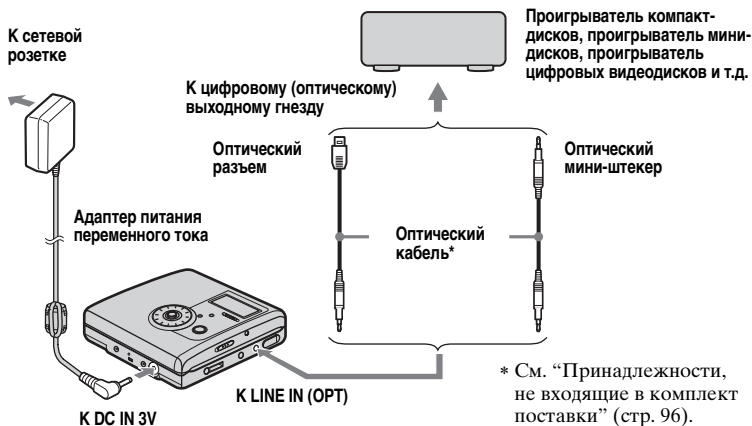 К сетевой
розетке
Проигрыватель компакт-
дисков, проигрыватель мини-
дисков, проигрыватель
цифровых видеодисков и т.д.
К цифровому (оптическому)
выходному гнезду
Оптический
разъем
Оптический
мини-штекер
Адаптер питания
переменного тока
Оптический
кабель*
К LINE IN (OPT)
К DC IN 3V
* См. “Принадлежности,
не входящие в комплект
поставки” (стр. 96).